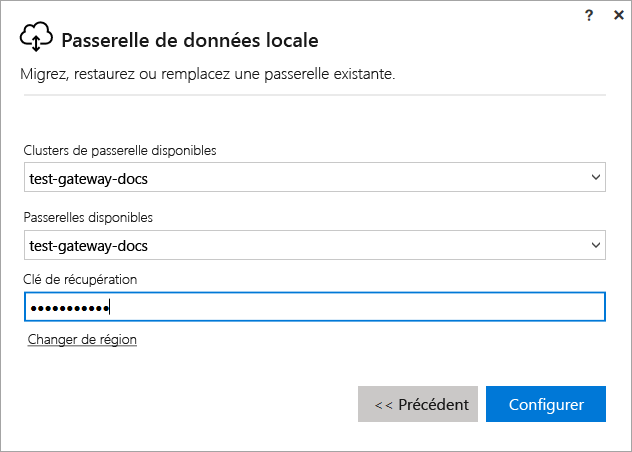 ? ×
Passerelle de données locale
Migrez, restaurez ou remplacez une passerelle existante.
Clusters de passerelle disponibles
test-gateway-docs
Passerelles disponibles
test-gateway-docs
Clé de récupération
•••••••••••
Changer de région
<< Précédent Configurer